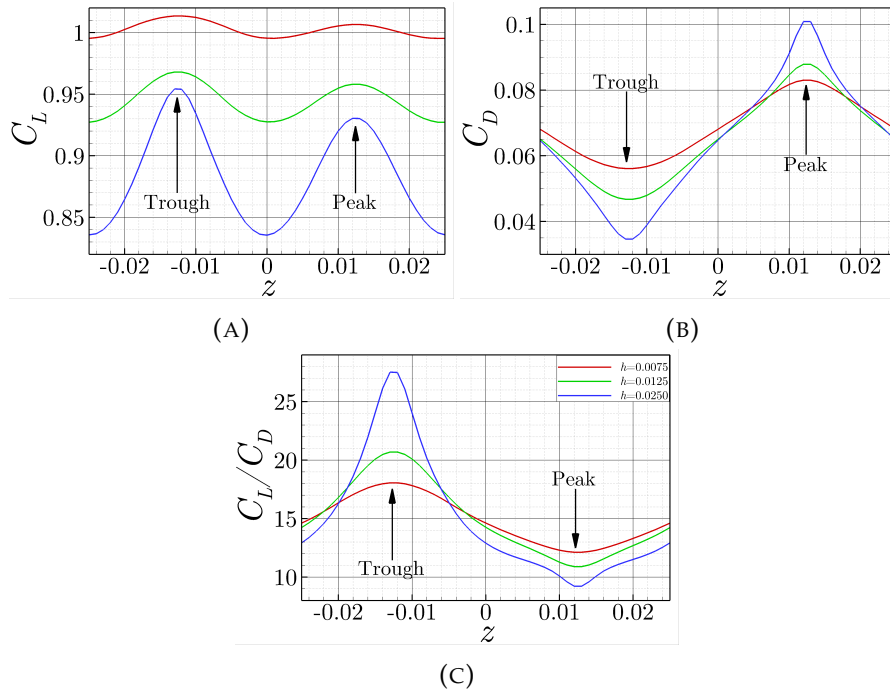 1
0.95
0.9
0.85
C_L
Trough
Peak
-0.02
-0.01
0
0.01
0.02
z
(A)
0.1
0.08
0.06
0.04
C_D
Trough
Peak
-0.02
-0.01
0
0.01
0.02
z
(B)
25
20
15
10
C_L/C_D
h=0.0075
h=0.0125
h=0.0250
Peak
Trough
-0.02
-0.01
0
0.01
0.02
z
(C)